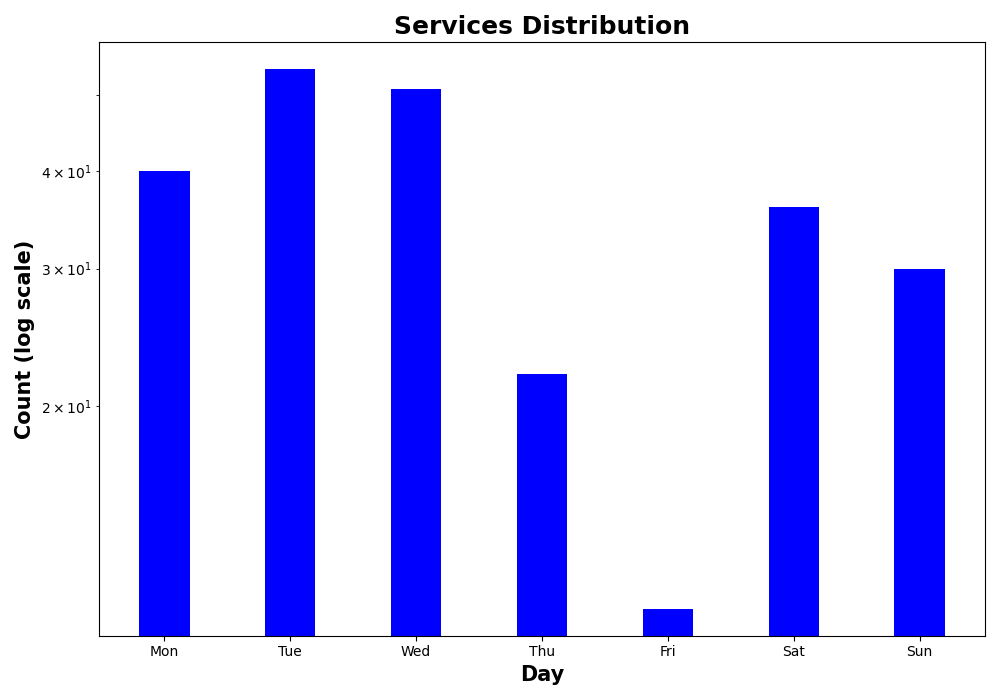 Services Distribution
Count (log scale)
4 × 10¹
3 × 10¹
2 × 10¹
Mon Tue Wed Thu Fri Sat Sun
Day